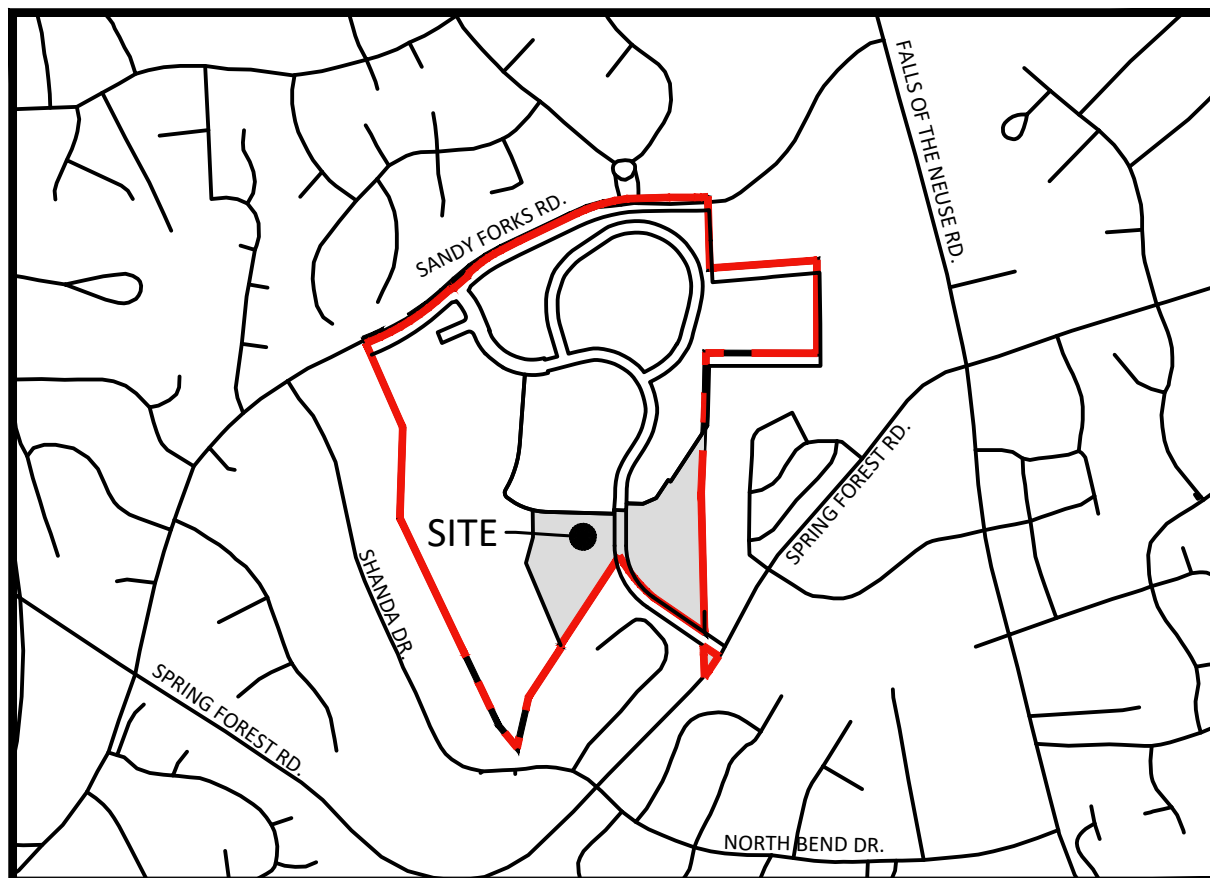 FALLS OF THE NEUSE RD.
SANDY FORKS RD.
SPRING FOREST RD.
SITE
SHANDA DR.
SPRING FOREST RD.
NORTH BEND DR.